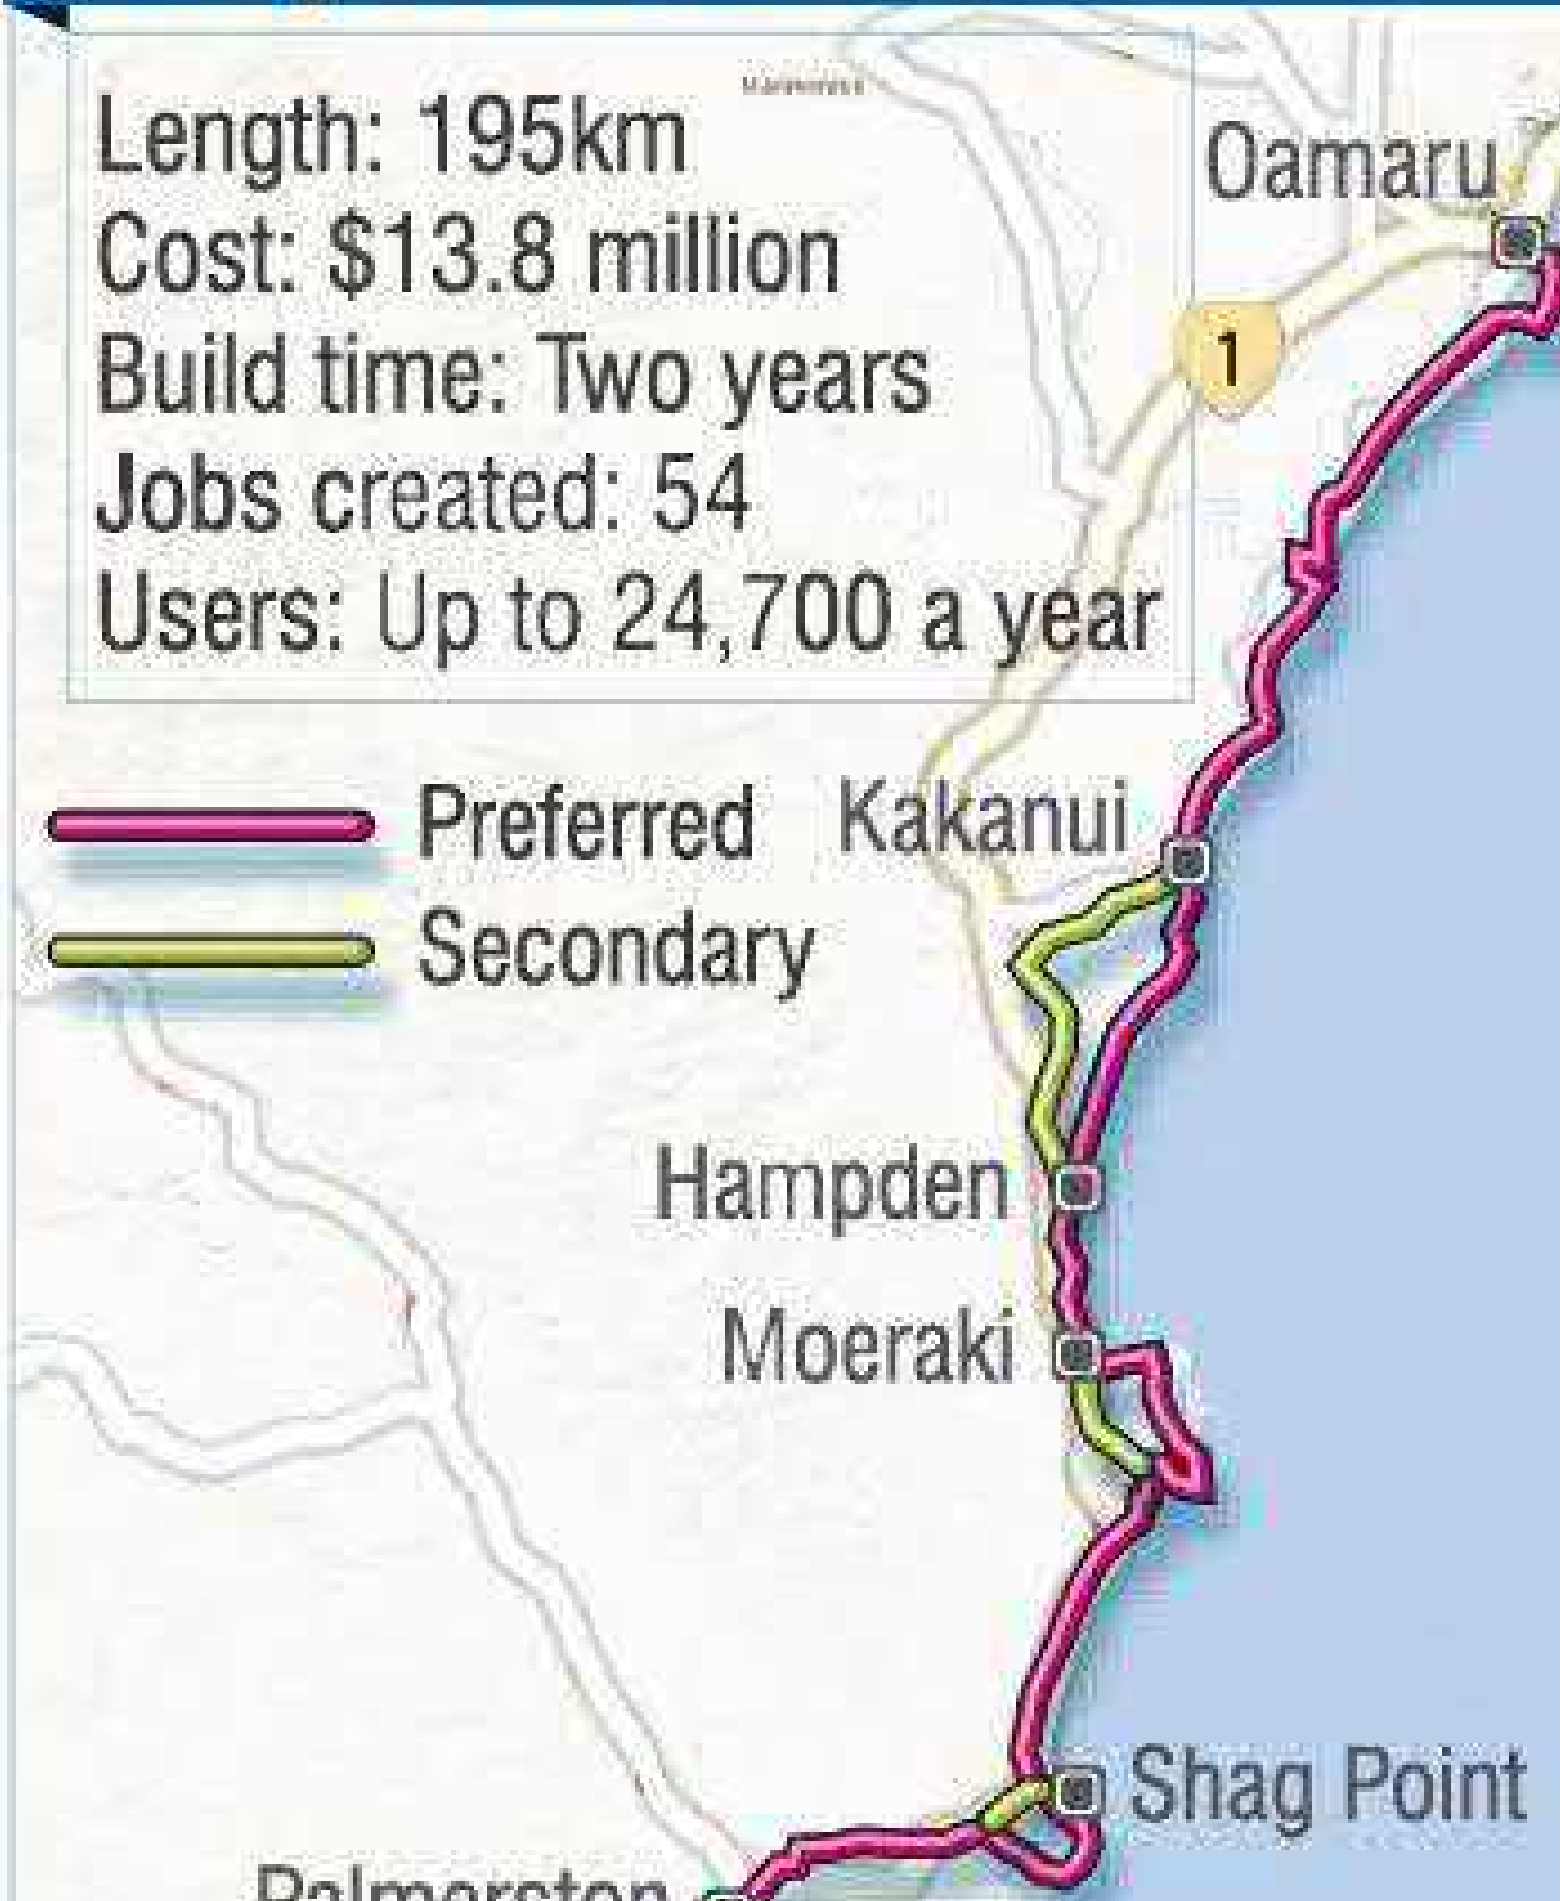 Length: 195km
Cost: $13.8 million
Build time: Two years
Jobs created: 54
Users: Up to 24,700 a year
Oamaru
1
Preferred
Kakanui
Secondary
Hampden
Moeraki
Shag Point
Palmerston